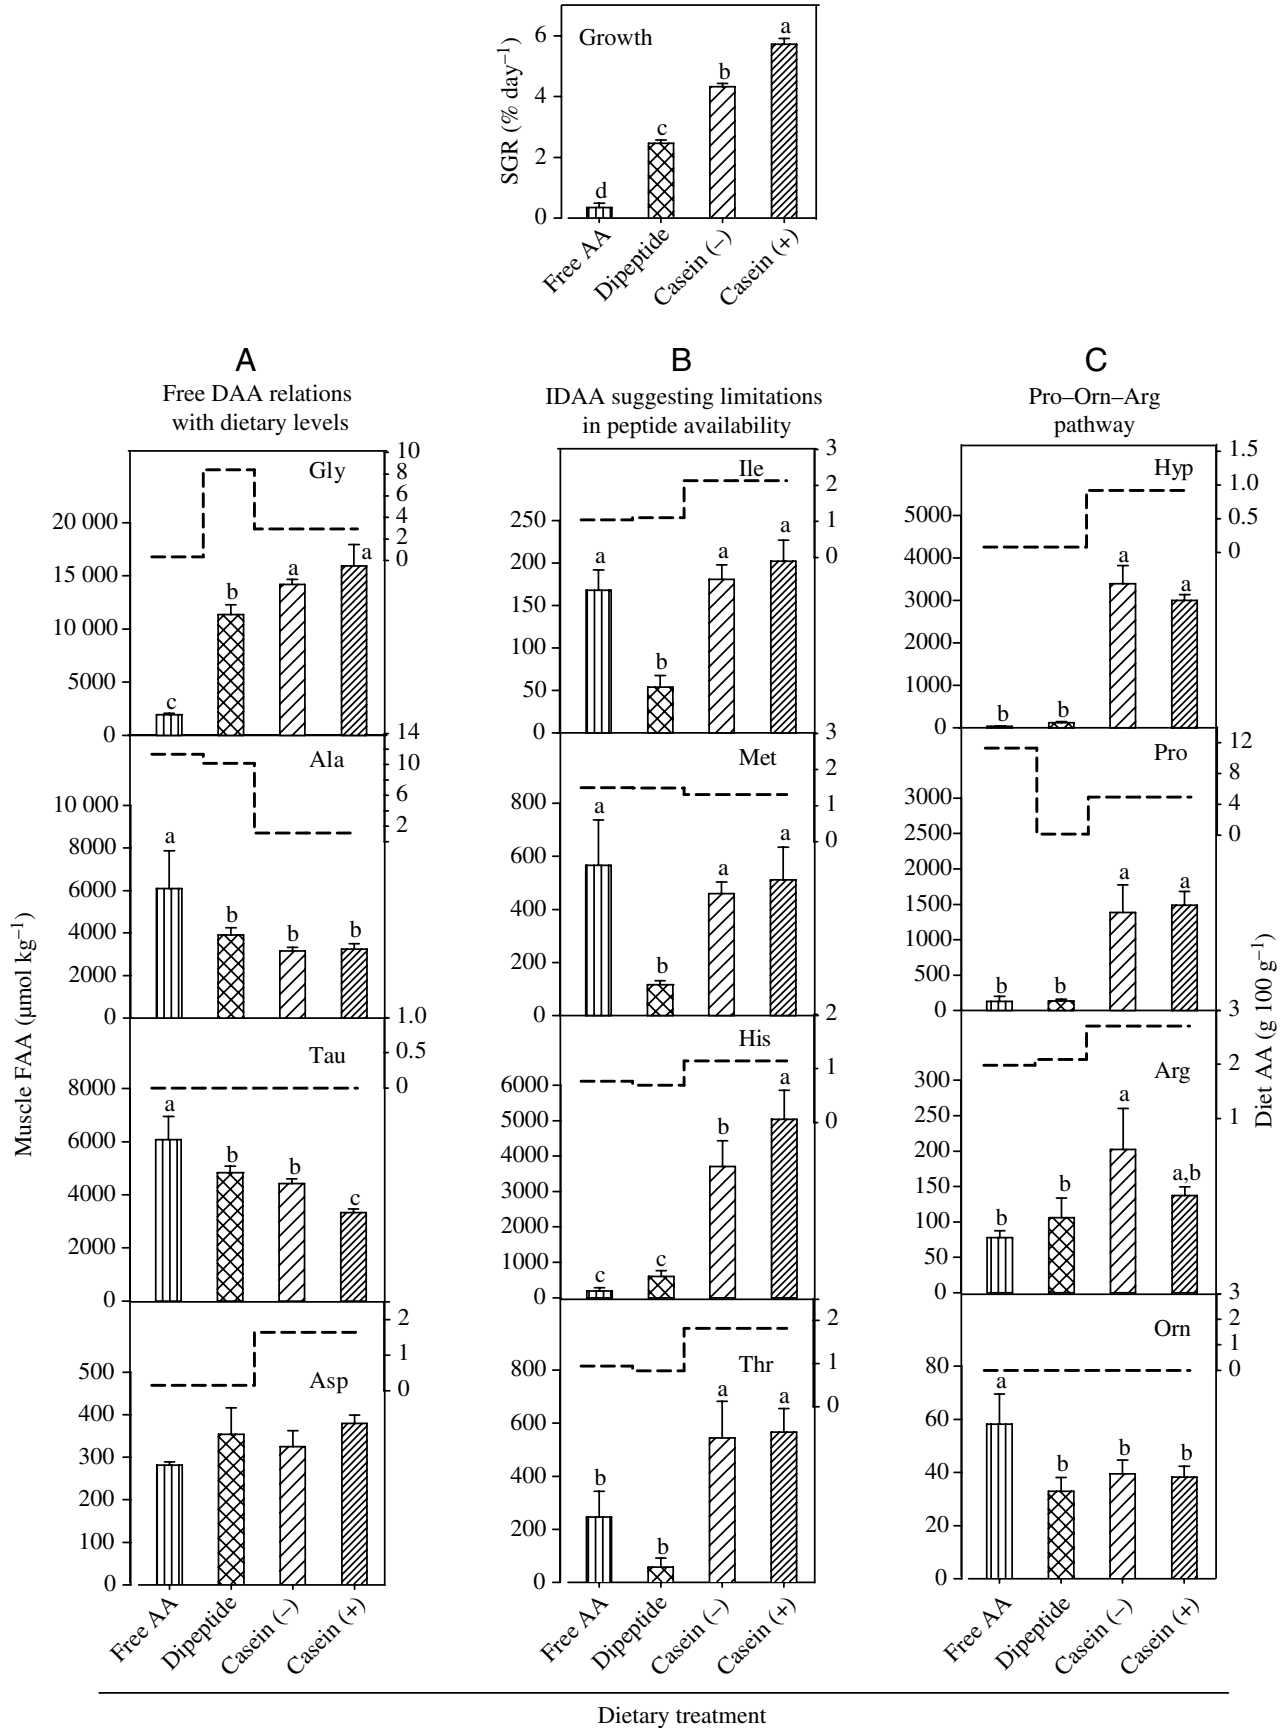 Growth
SGR (% day–1)
6
4
2
0
d
c
b
a
Free AA
Dipeptide
Casein (–)
Casein (+)
A
Free DAA relations
with dietary levels
B
IDAA suggesting limitations
in peptide availability
C
Pro–Orn–Arg
pathway
Muscle FAA (µmol kg–1)
Diet AA (g 100 g–1)
Gly
20 000
15 000
10 000
5000
0
10
8
6
4
2
0
c
b
a
a
Ala
10 000
8000
6000
4000
2000
0
14
10
6
2
a
b
b
b
Tau
8000
6000
4000
2000
0
1.0
0.5
0
a
b
b
c
Asp
500
400
300
200
100
0
2
1
0
Free AA
Dipeptide
Casein (–)
Casein (+)
Ile
250
200
150
100
50
0
3
2
1
0
a
b
a
a
Met
800
600
400
200
0
3
2
1
0
a
b
a
a
His
6000
5000
4000
3000
2000
1000
0
2
1
0
c
c
b
a
Thr
800
600
400
200
0
2
1
0
b
b
a
a
Free AA
Dipeptide
Casein (–)
Casein (+)
Hyp
5000
4000
3000
2000
1000
0
1.5
1.0
0.5
0
b
b
a
a
Pro
3000
2500
2000
1500
1000
500
0
12
8
4
0
b
b
a
a
Arg
300
250
200
150
100
50
0
3
2
1
b
b
a
a,b
Orn
80
60
40
20
0
3
2
1
0
a
b
b
b
Free AA
Dipeptide
Casein (–)
Casein (+)
Dietary treatment